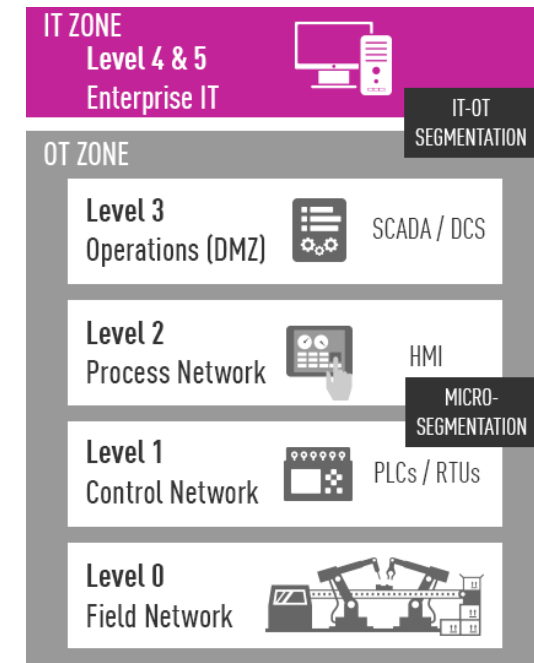 IT ZONE
Level 4 & 5
Enterprise IT
IT-OT
SEGMENTATION
OT ZONE
Level 3
Operations (DMZ)
SCADA / DCS
Level 2
Process Network
HMI
MICRO-
SEGMENTATION
Level 1
Control Network
PLCs / RTUs
Level 0
Field Network